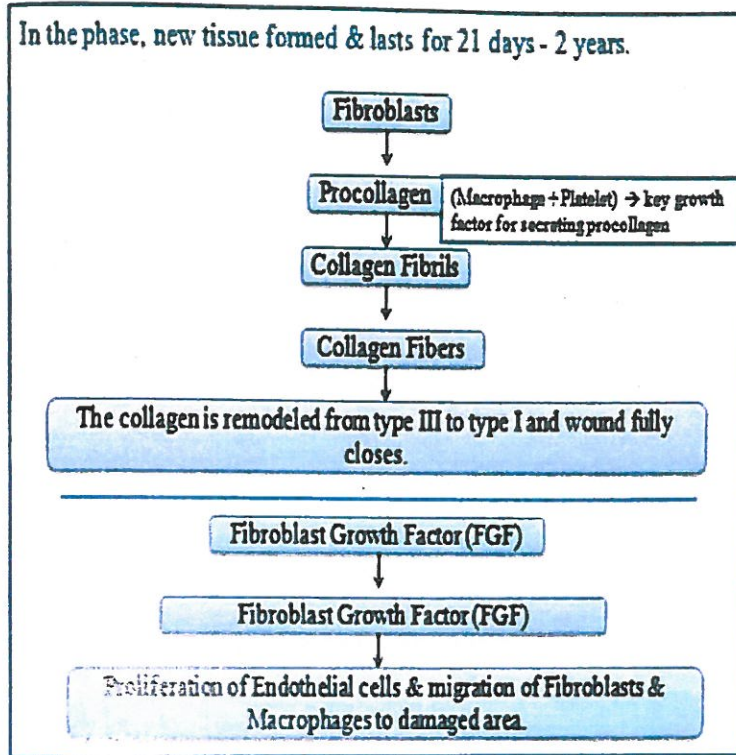 In the phase, new tissue formed & lasts for 21 days - 2 years.
Fibroblasts
Procollagen
(Macrophage +Platelet) → key growth
factor for secreting procollagen
Collagen Fibrils
Collagen Fibers
The collagen is remodeled from type III to type I and wound fully
closes.
Fibroblast Growth Factor (FGF)
Fibroblast Growth Factor (FGF)
Proliferation of Endothelial cells & migration of Fibroblasts &
Macrophages to damaged area.